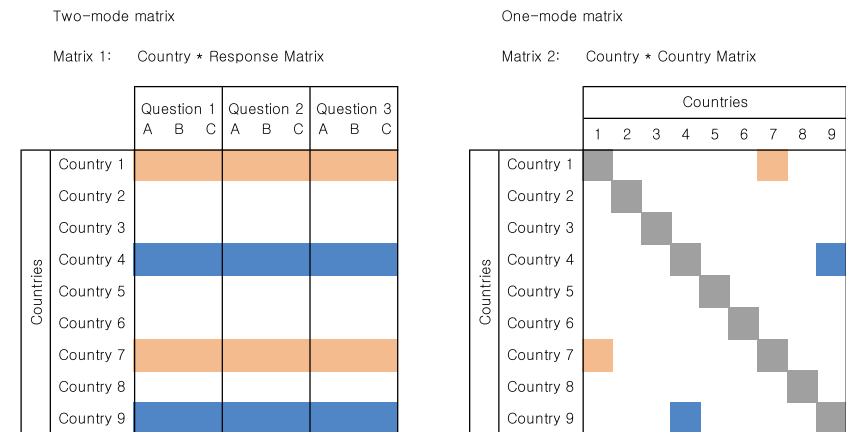 Two-mode matrix
Matrix 1: Country * Response Matrix
Question 1 Question 2 Question 3
A B C A B C A B C
Countries
Country 1
Country 2
Country 3
Country 4
Country 5
Country 6
Country 7
Country 8
Country 9
One-mode matrix
Matrix 2: Country * Country Matrix
Countries
1 2 3 4 5 6 7 8 9
Countries
Country 1
Country 2
Country 3
Country 4
Country 5
Country 6
Country 7
Country 8
Country 9